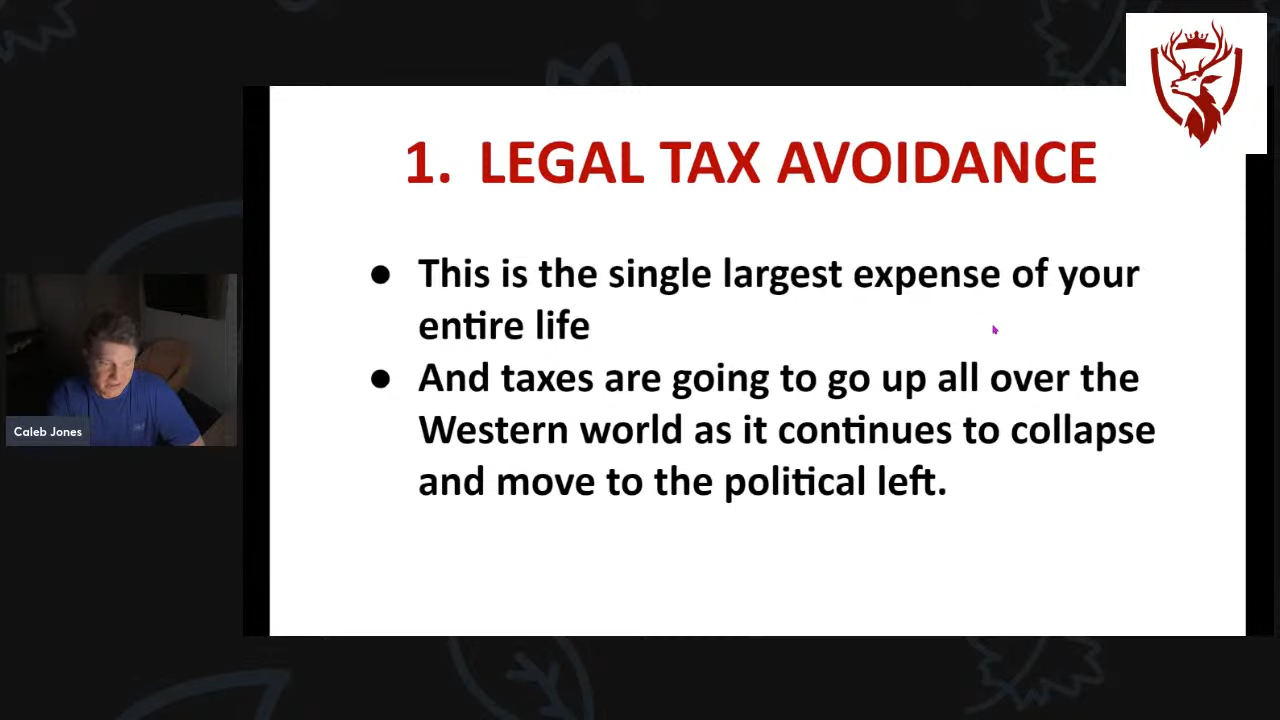 1. LEGAL TAX AVOIDANCE
● This is the single largest expense of your
entire life
● And taxes are going to go up all over the
Western world as it continues to collapse
and move to the political left.
Caleb Jones